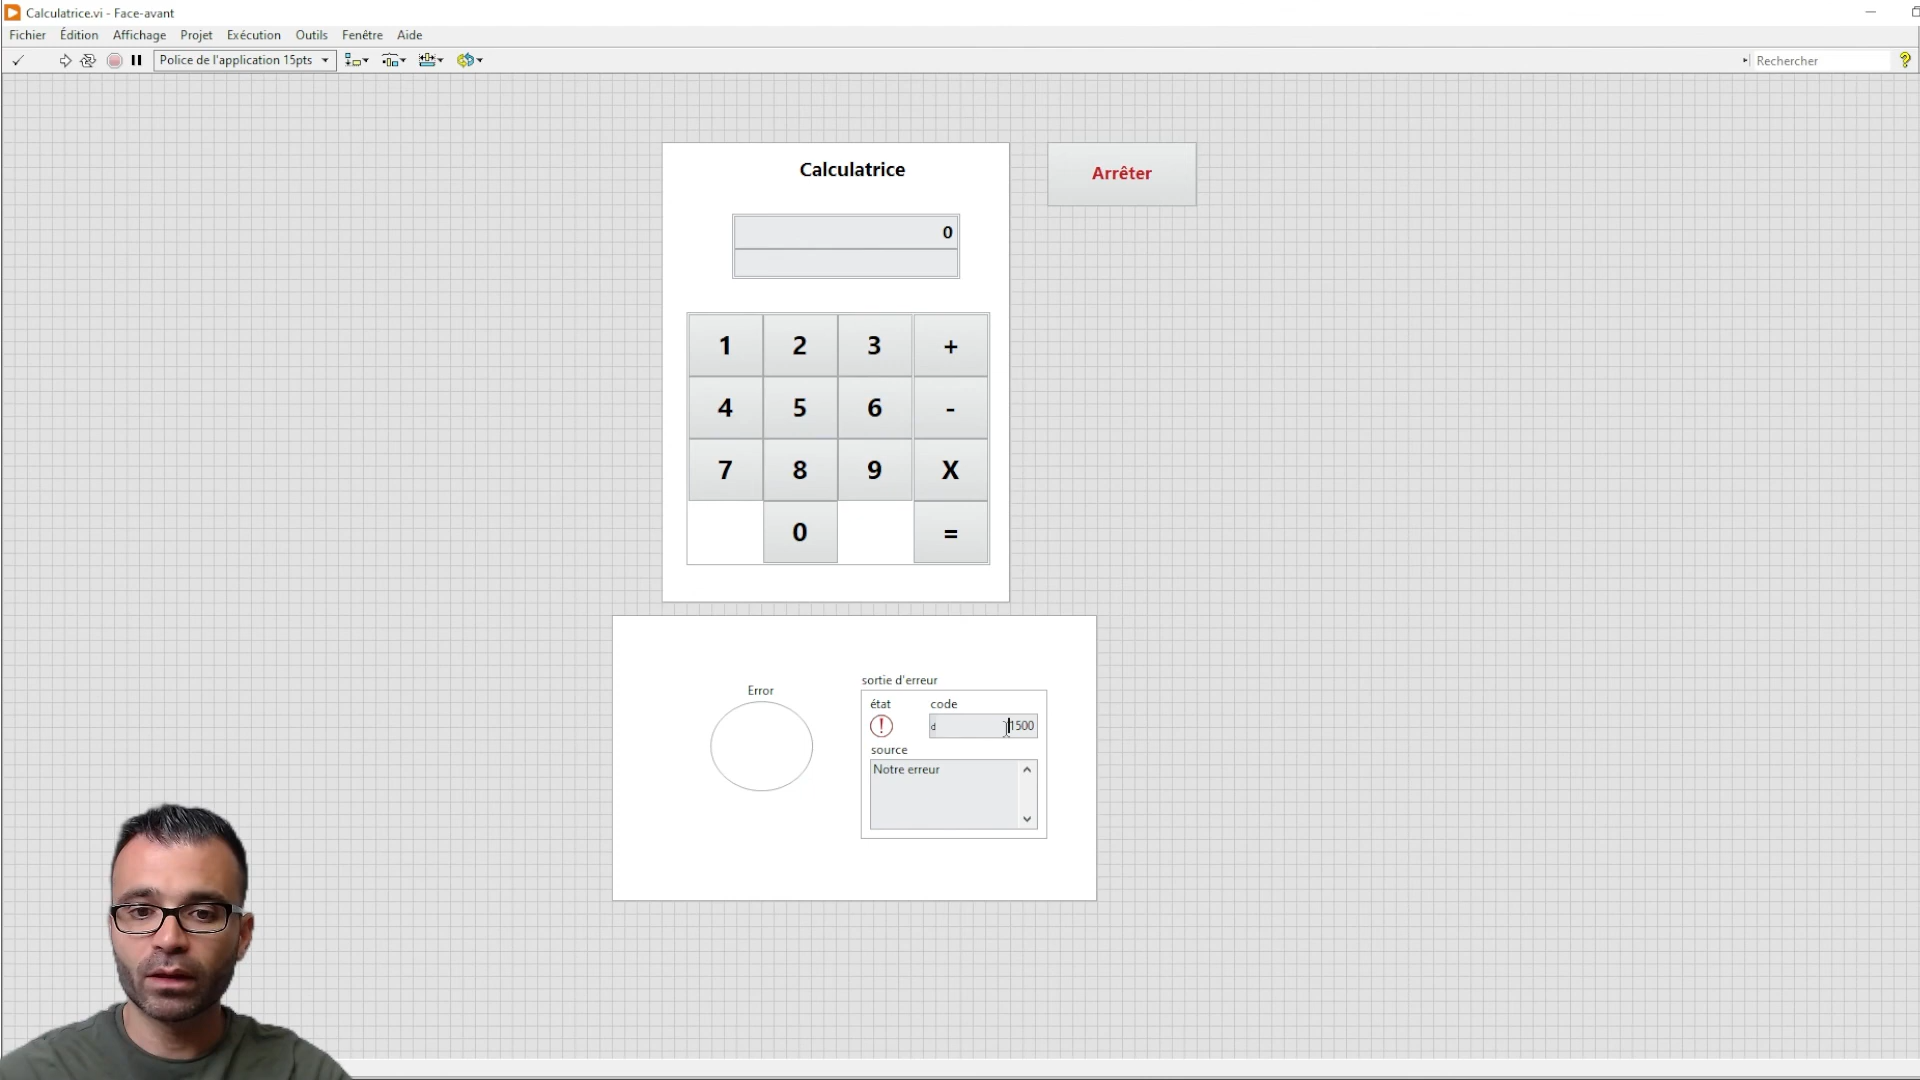 Calculatrice.vi - Face-avant
Fichier Édition Affichage Projet Exécution Outils Fenêtre Aide
Police de l'application 15pts
Rechercher
?
Calculatrice
Arrêter
0
1 2 3 +
4 5 6 -
7 8 9 X
0 =
Error
sortie d'erreur
état code
! d 1500
source
Notre erreur